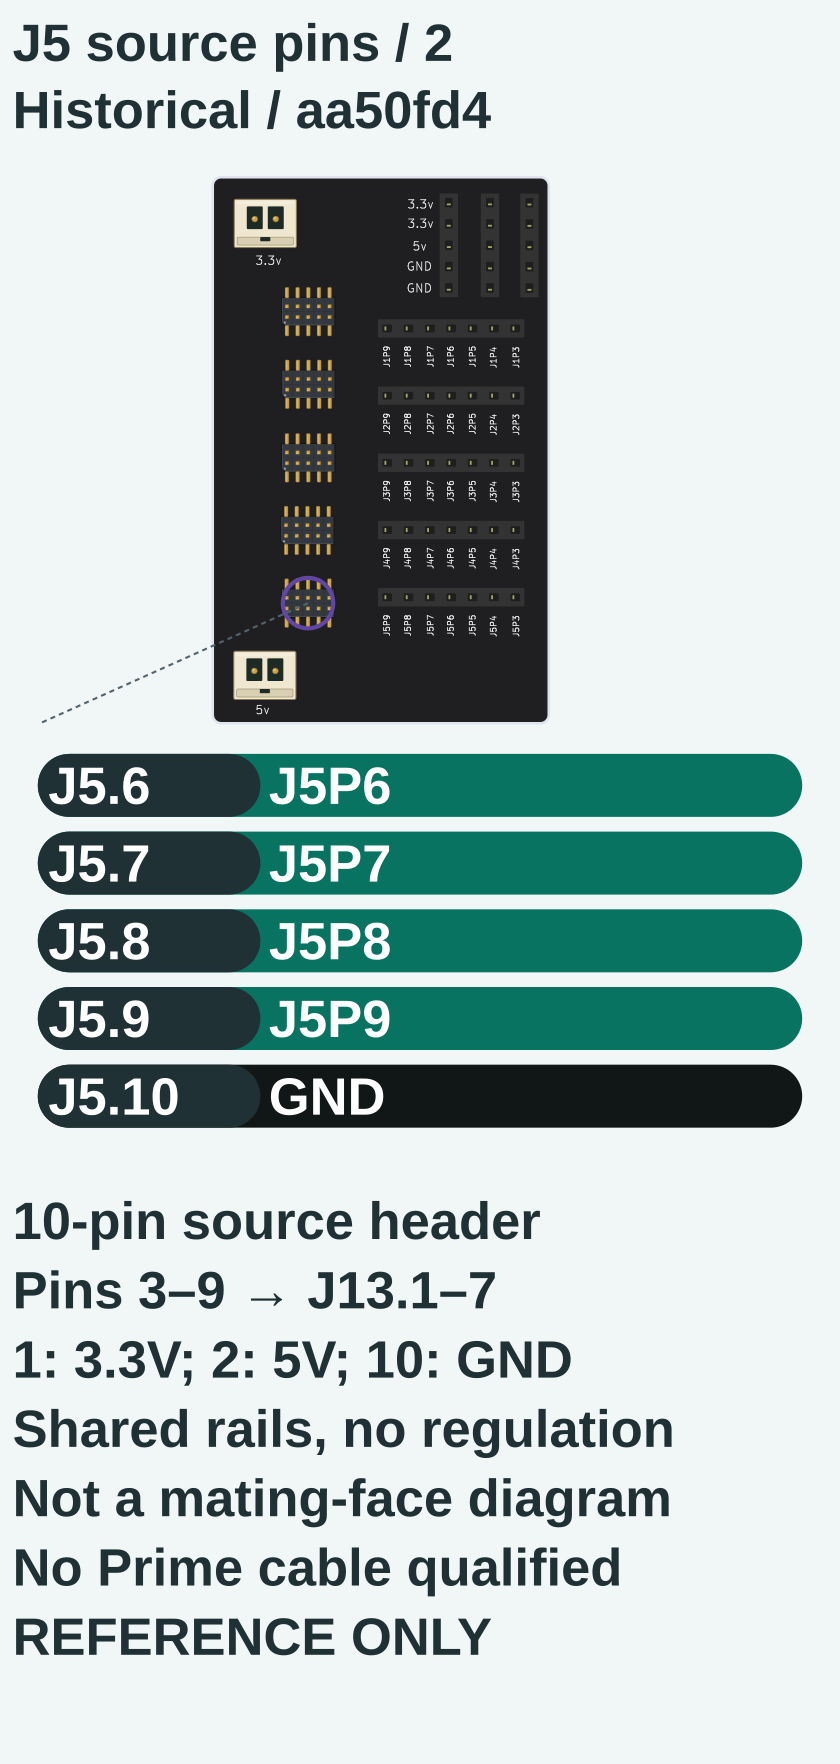 J5 source pins / 2
Historical / aa50fd4
3.3v
3.3v
5v
GND
GND
3.3v
J1P9 J1P8 J1P7 J1P6 J1P5 J1P4 J1P3
J2P9 J2P8 J2P7 J2P6 J2P5 J2P4 J2P3
J3P9 J3P8 J3P7 J3P6 J3P5 J3P4 J3P3
J4P9 J4P8 J4P7 J4P6 J4P5 J4P4 J4P3
J5P9 J5P8 J5P7 J5P6 J5P5 J5P4 J5P3
5v
J5.6 J5P6
J5.7 J5P7
J5.8 J5P8
J5.9 J5P9
J5.10 GND
10-pin source header
Pins 3–9 → J13.1–7
1: 3.3V; 2: 5V; 10: GND
Shared rails, no regulation
Not a mating-face diagram
No Prime cable qualified
REFERENCE ONLY